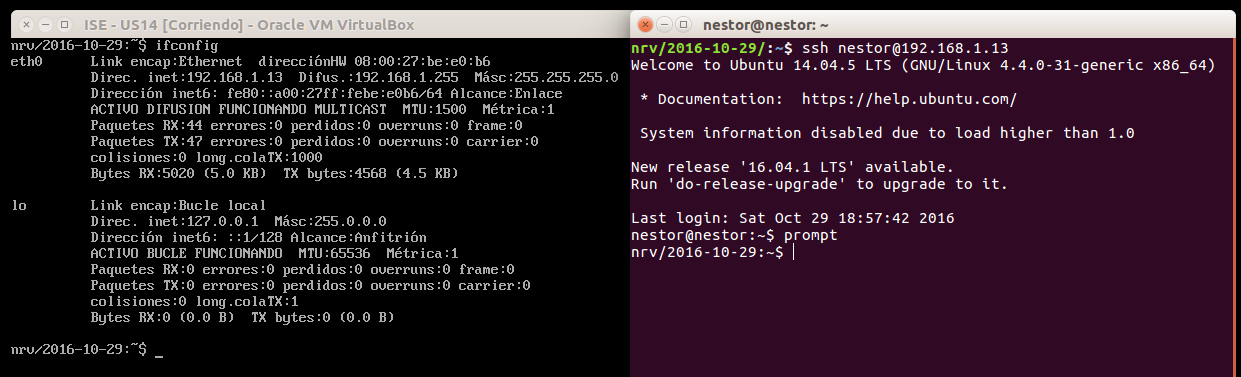 ISE - US14 [Corriendo] - Oracle VM VirtualBox
nrv/2016-10-29:~$ ifconfig
eth0      Link encap:Ethernet  direcciónHW 08:00:27:be:e0:b6
          Direc. inet:192.168.1.13  Difus.:192.168.1.255  Másc:255.255.255.0
          Dirección inet6: fe80::a00:27ff:febe:e0b6/64 Alcance:Enlace
          ACTIVO DIFUSIÓN FUNCIONANDO MULTICAST  MTU:1500  Métrica:1
          Paquetes RX:44 errores:0 perdidos:0 overruns:0 frame:0
          Paquetes TX:47 errores:0 perdidos:0 overruns:0 carrier:0
          colisiones:0 long.colaTX:1000
          Bytes RX:5020 (5.0 KB)  TX bytes:4568 (4.5 KB)
lo        Link encap:Bucle local
          Direc. inet:127.0.0.1  Másc:255.0.0.0
          Dirección inet6: ::1/128 Alcance:Anfitrión
          ACTIVO BUCLE FUNCIONANDO  MTU:65536  Métrica:1
          Paquetes RX:0 errores:0 perdidos:0 overruns:0 frame:0
          Paquetes TX:0 errores:0 perdidos:0 overruns:0 carrier:0
          colisiones:0 long.colaTX:1
          Bytes RX:0 (0.0 B)  TX bytes:0 (0.0 B)
nrv/2016-10-29:~$ _
nestor@nestor: ~
nrv/2016-10-29/:~$ ssh nestor@192.168.1.13
Welcome to Ubuntu 14.04.5 LTS (GNU/Linux 4.4.0-31-generic x86_64)
 * Documentation:  https://help.ubuntu.com/
 System information disabled due to load higher than 1.0
New release '16.04.1 LTS' available.
Run 'do-release-upgrade' to upgrade to it.
Last login: Sat Oct 29 18:57:42 2016
nestor@nestor:~$ prompt
nrv/2016-10-29:~$